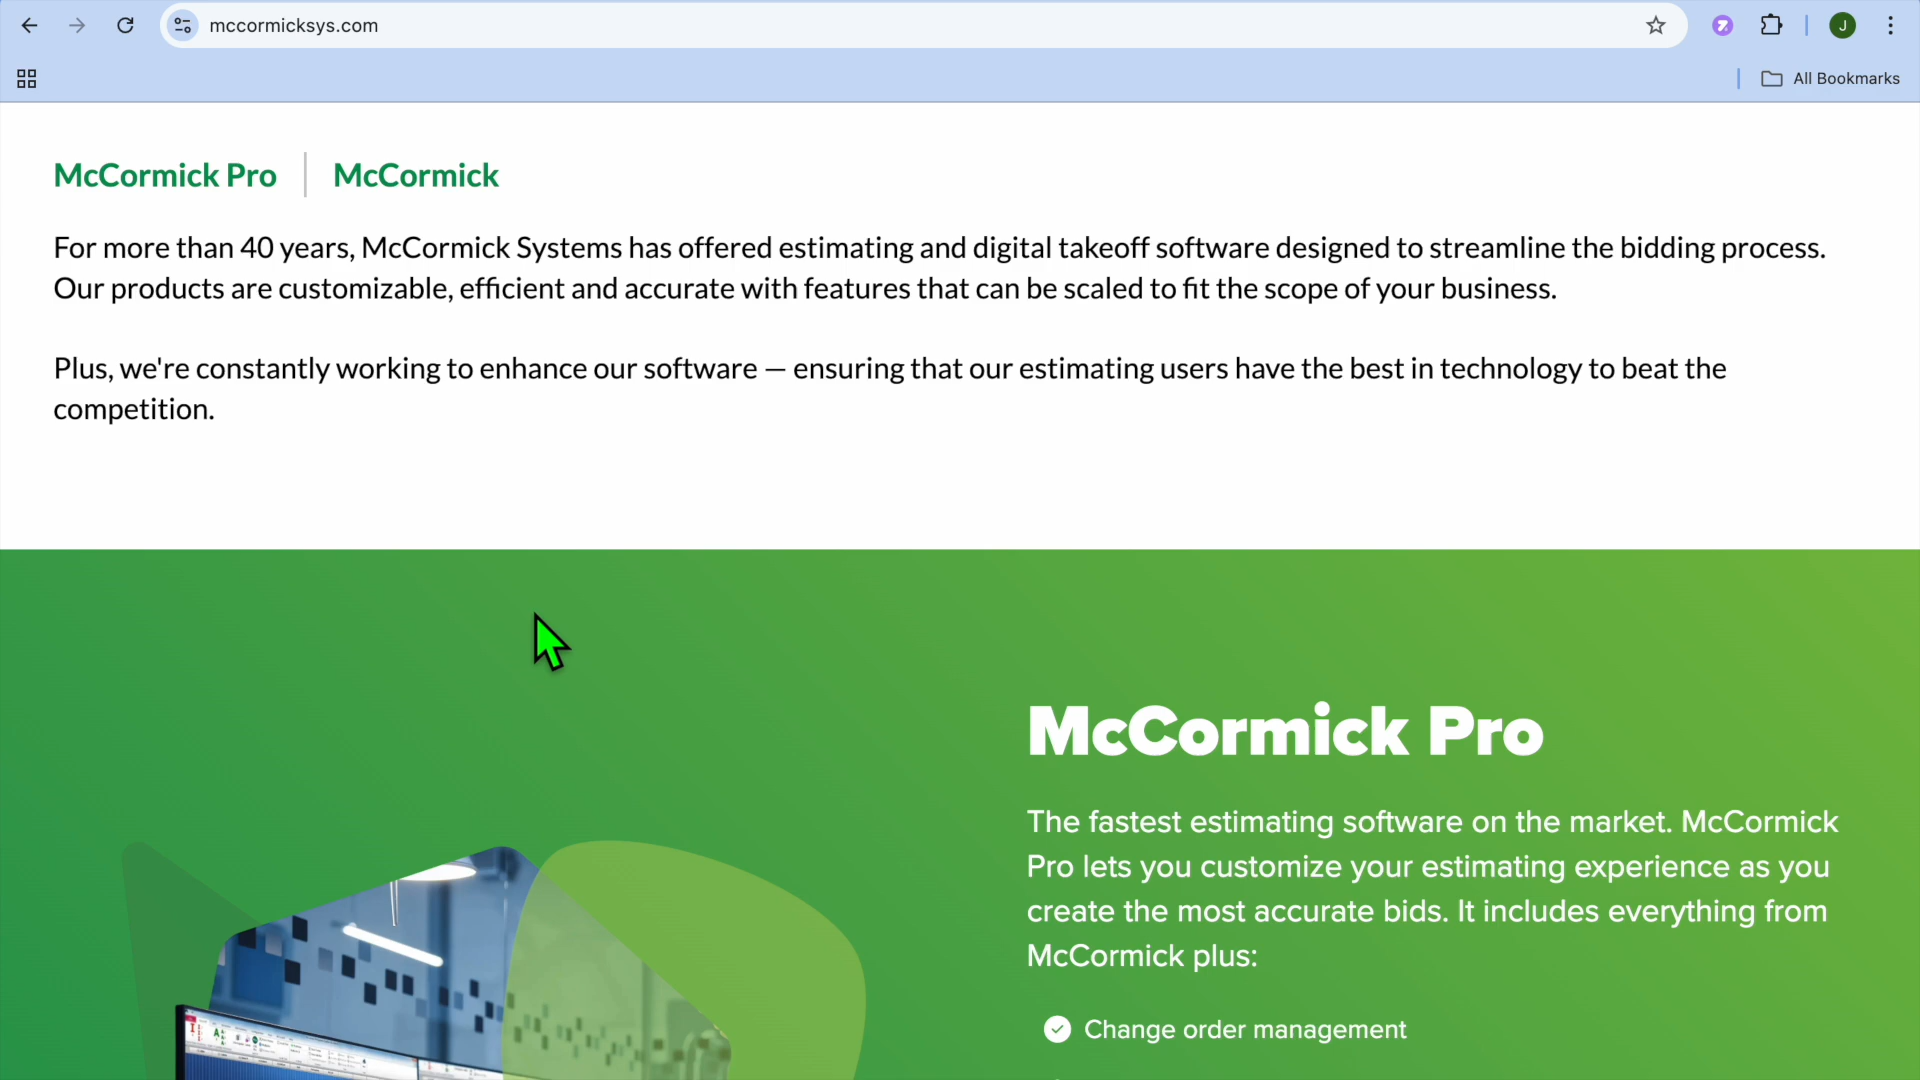 mccormicksys.com
J
All Bookmarks
McCormick Pro
McCormick
For more than 40 years, McCormick Systems has offered estimating and digital takeoff software designed to streamline the bidding process.
Our products are customizable, efficient and accurate with features that can be scaled to fit the scope of your business.
Plus, we're constantly working to enhance our software — ensuring that our estimating users have the best in technology to beat the
competition.
McCormick Pro
The fastest estimating software on the market. McCormick
Pro lets you customize your estimating experience as you
create the most accurate bids. It includes everything from
McCormick plus:
Change order management